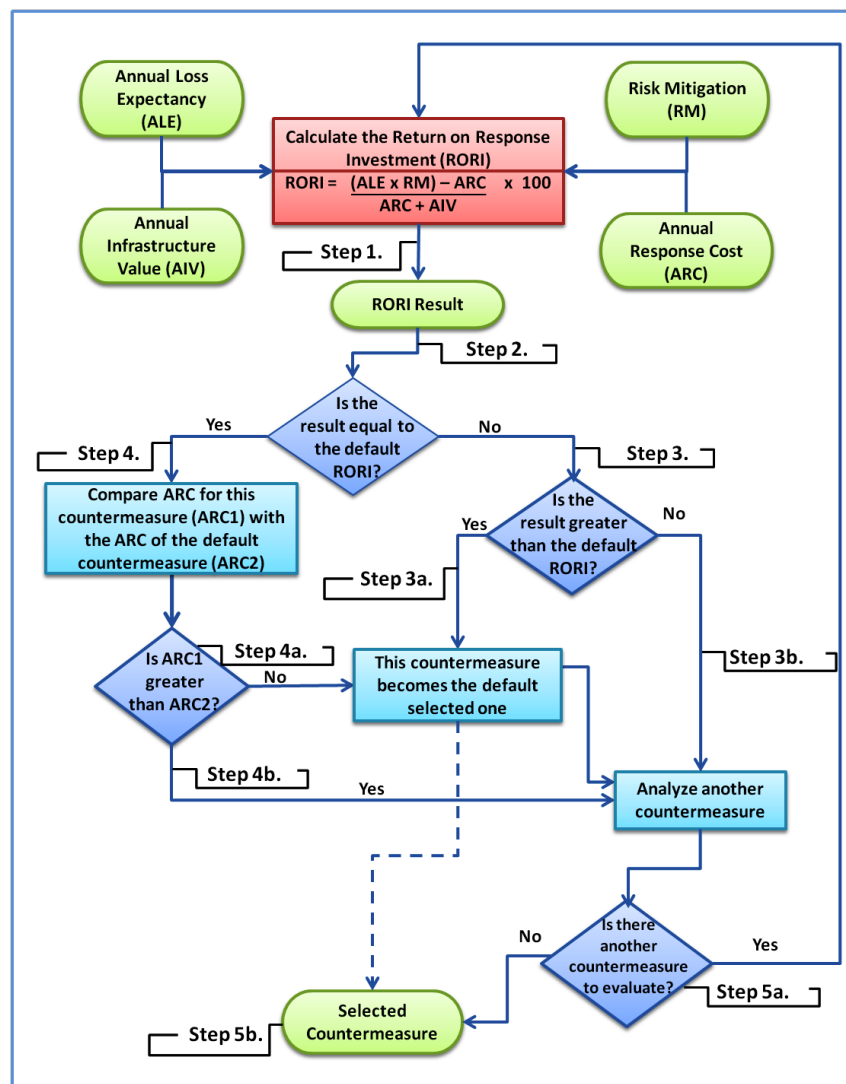 Annual Loss
Expectancy
(ALE)
Risk Mitigation
(RM)
Calculate the Return on Response
Investment (RORI)
RORI = (ALE x RM) – ARC x 100
ARC + AIV
Annual
Infrastructure
Value (AIV)
Annual
Response Cost
(ARC)
Step 1.
RORI Result
Step 2.
Is the
result equal to
the default
RORI?
Yes
No
Step 4.
Step 3.
Compare ARC for this
countermeasure (ARC1) with
the ARC of the default
countermeasure (ARC2)
Is the
result greater
than the default
RORI?
Yes
No
Step 3a.
Step 4a.
Is ARC1
greater
than ARC2?
No
This countermeasure
becomes the default
selected one
Step 3b.
Step 4b.
Yes
Analyze another
countermeasure
Is there
another
countermeasure
to evaluate?
No
Yes
Step 5a.
Selected
Countermeasure
Step 5b.